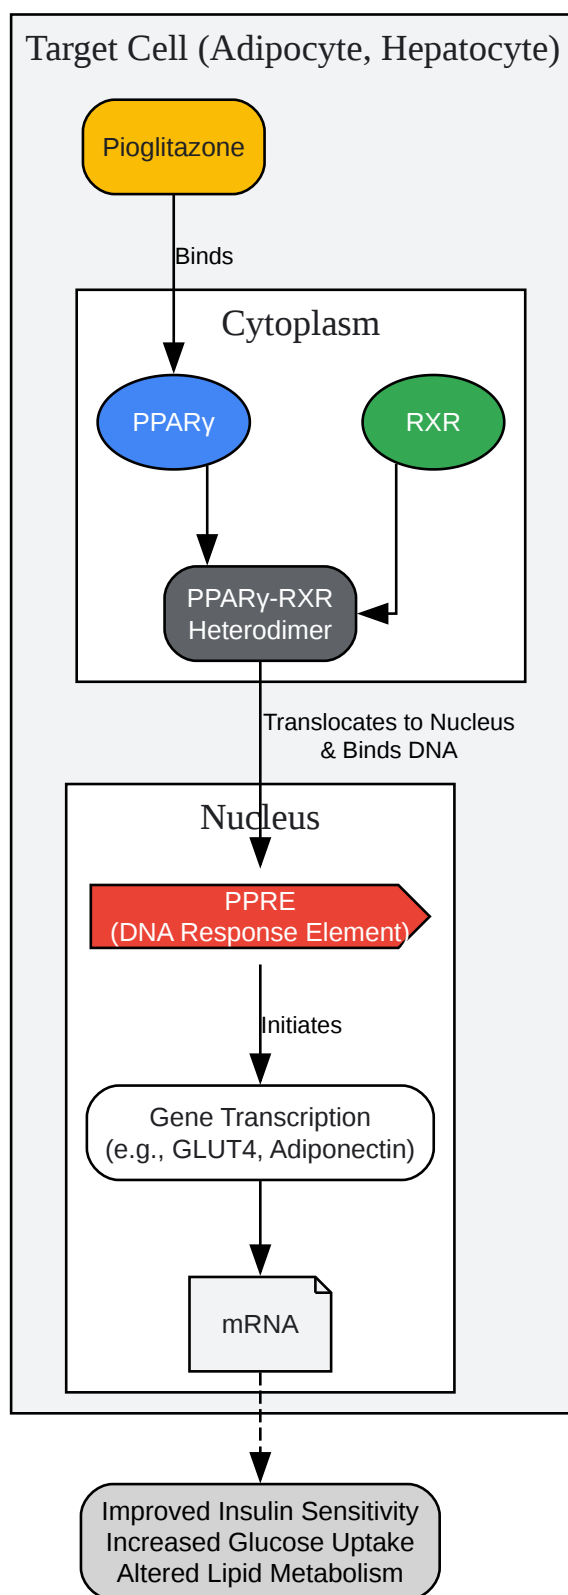 Target Cell (Adipocyte, Hepatocyte)
Pioglitazone
Binds
Cytoplasm
PPARγ
RXR
PPARγ-RXR
Heterodimer
Translocates to Nucleus
& Binds DNA
Nucleus
PPRE
(DNA Response Element)
Initiates
Gene Transcription
(e.g., GLUT4, Adiponectin)
mRNA
Improved Insulin Sensitivity
Increased Glucose Uptake
Altered Lipid Metabolism